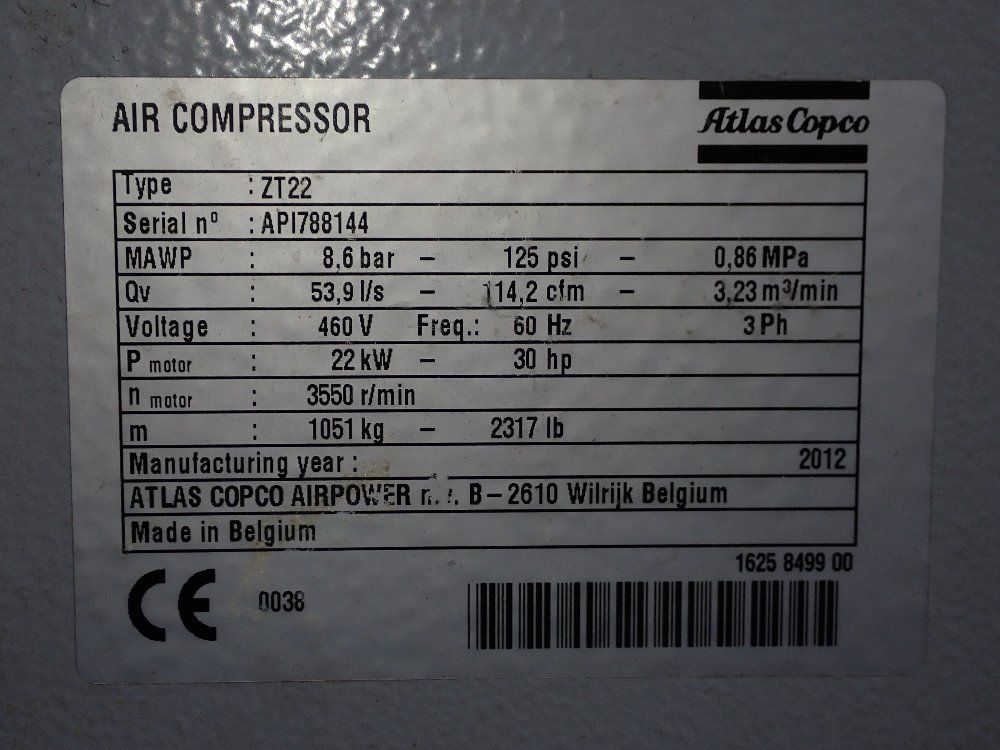 AIR COMPRESSOR
Atlas Copco
Type : ZT22
Serial nº : API788144
MAWP : 8,6 bar – 125 psi – 0,86 MPa
Qv : 53,9 l/s – 114,2 cfm – 3,23 m³/min
Voltage : 460 V Freq.: 60 Hz 3 Ph
P motor : 22 kW – 30 hp
n motor : 3550 r/min
m : 1051 kg – 2317 lb
Manufacturing year : 2012
ATLAS COPCO AIRPOWER B – 2610 Wilrijk Belgium
Made in Belgium
1625 8499 00
CE 0038